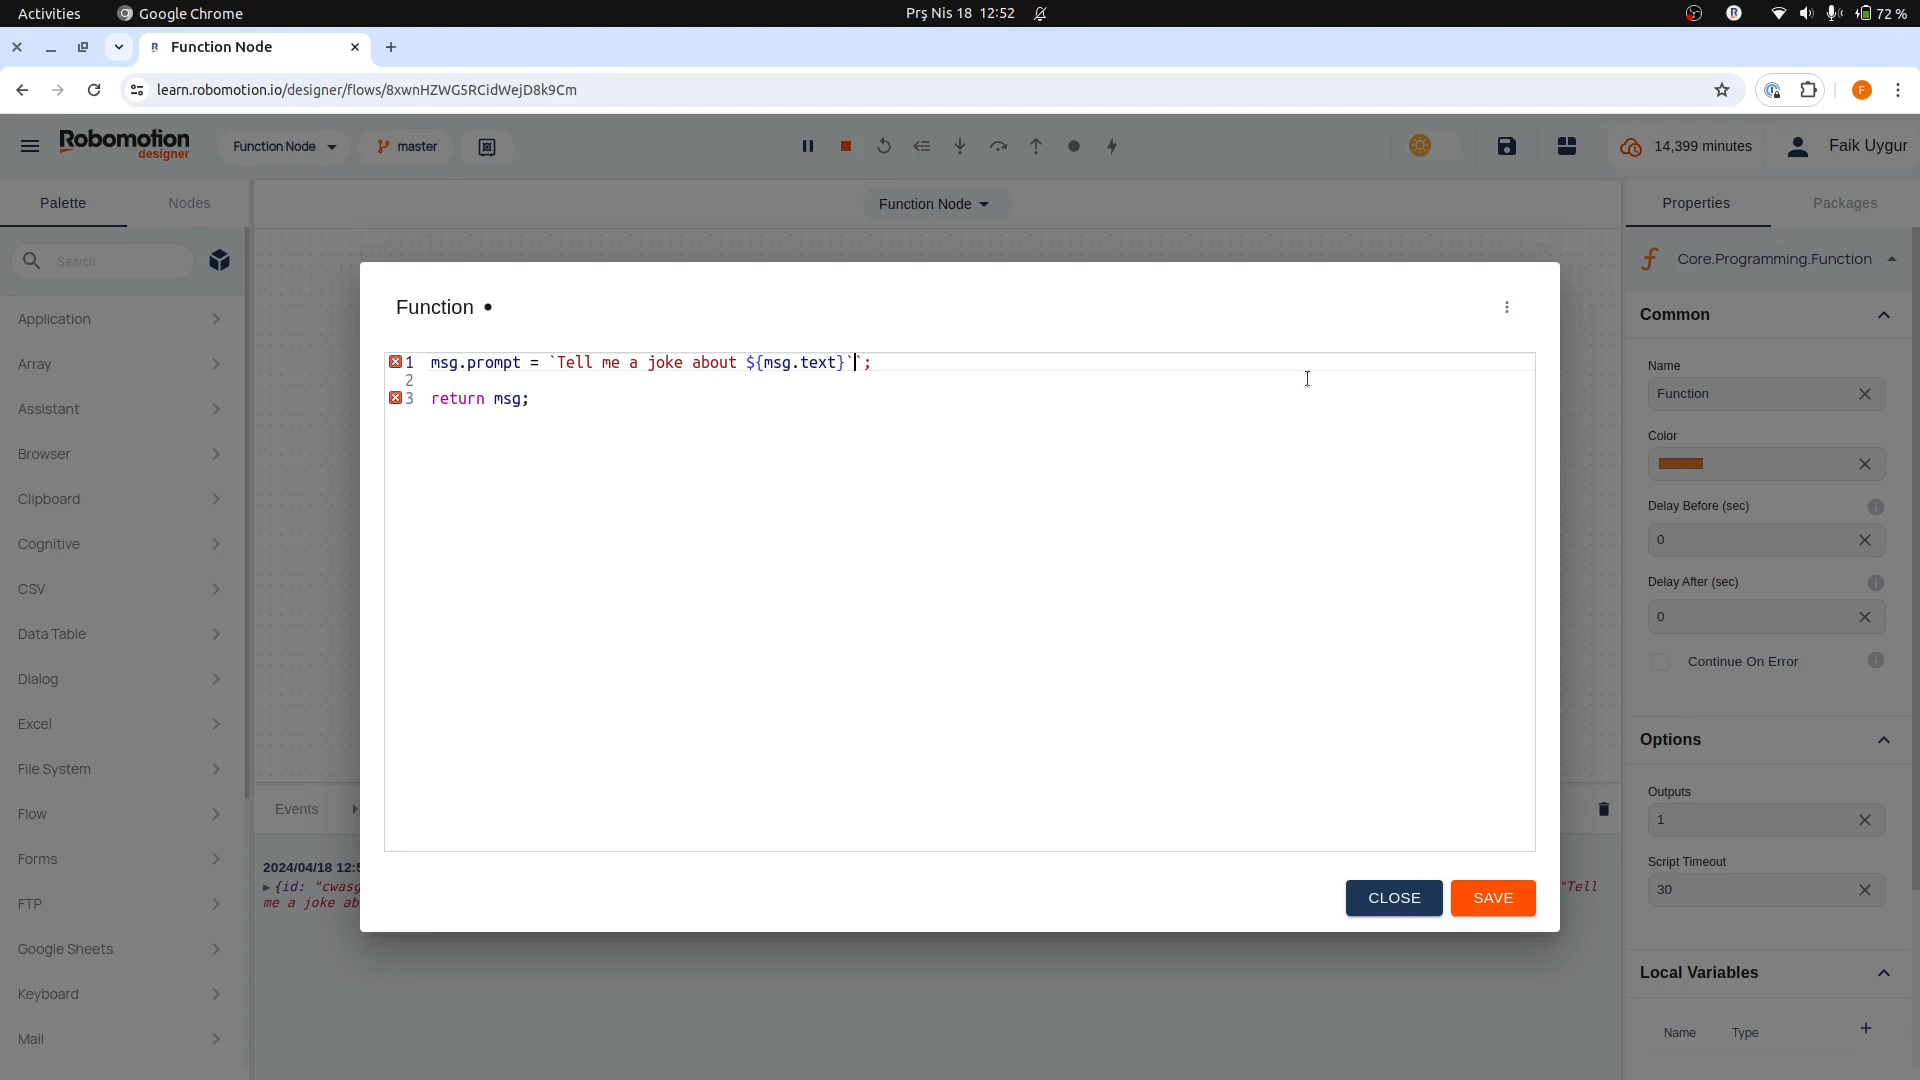 Activities Google Chrome Prş Nis 18 12:52 72 %
Function Node
learn.robomotion.io/designer/flows/8xwnHZWG5RCidWejD8k9Cm
Robomotion
designer
Function Node master 14,399 minutes Faik Uygur
Palette Nodes Function Node Properties Packages
Search
Core.Programming.Function
Application
Array
Assistant
Browser
Clipboard
Cognitive
CSV
Data Table
Dialog
Excel
File System
Flow
Forms
FTP
Google Sheets
Keyboard
Mail
Function •
1 msg.prompt = `Tell me a joke about ${msg.text}``;
2
3 return msg;
CLOSE SAVE
Events
2024/04/18 12:5
{id: "cwasg "Tell
me a joke ab
Common
Name
Function
Color
Delay Before (sec)
0
Delay After (sec)
0
Continue On Error
Options
Outputs
1
Script Timeout
30
Local Variables
Name Type +